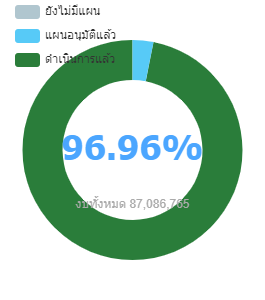 ยังไม่มีแผน
แผนอนุมัติแล้ว
ดำเนินการแล้ว
96.96%
งบทั้งหมด 87,086,765